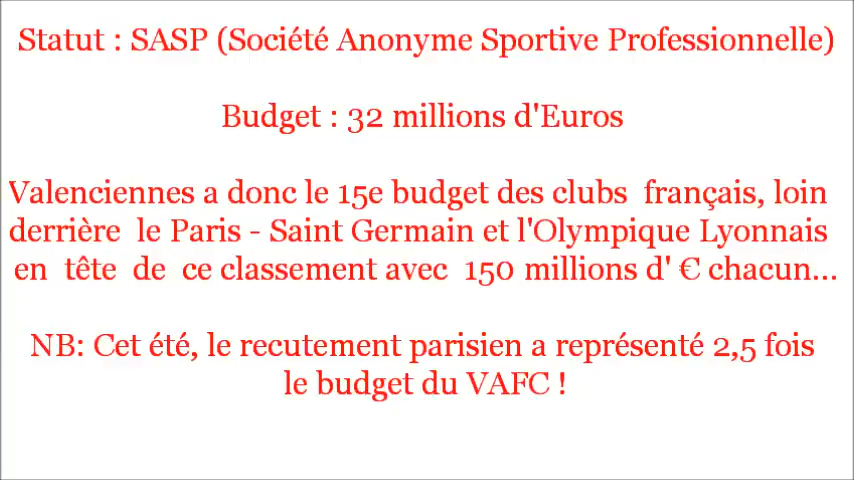 Statut : SASP (Société Anonyme Sportive Professionnelle)
Budget : 32 millions d'Euros
Valenciennes a donc le 15e budget des clubs français, loin
derrière le Paris - Saint Germain et l'Olympique Lyonnais
en tête de ce classement avec 150 millions d' € chacun...
NB: Cet été, le recutement parisien a représenté 2,5 fois
le budget du VAFC !